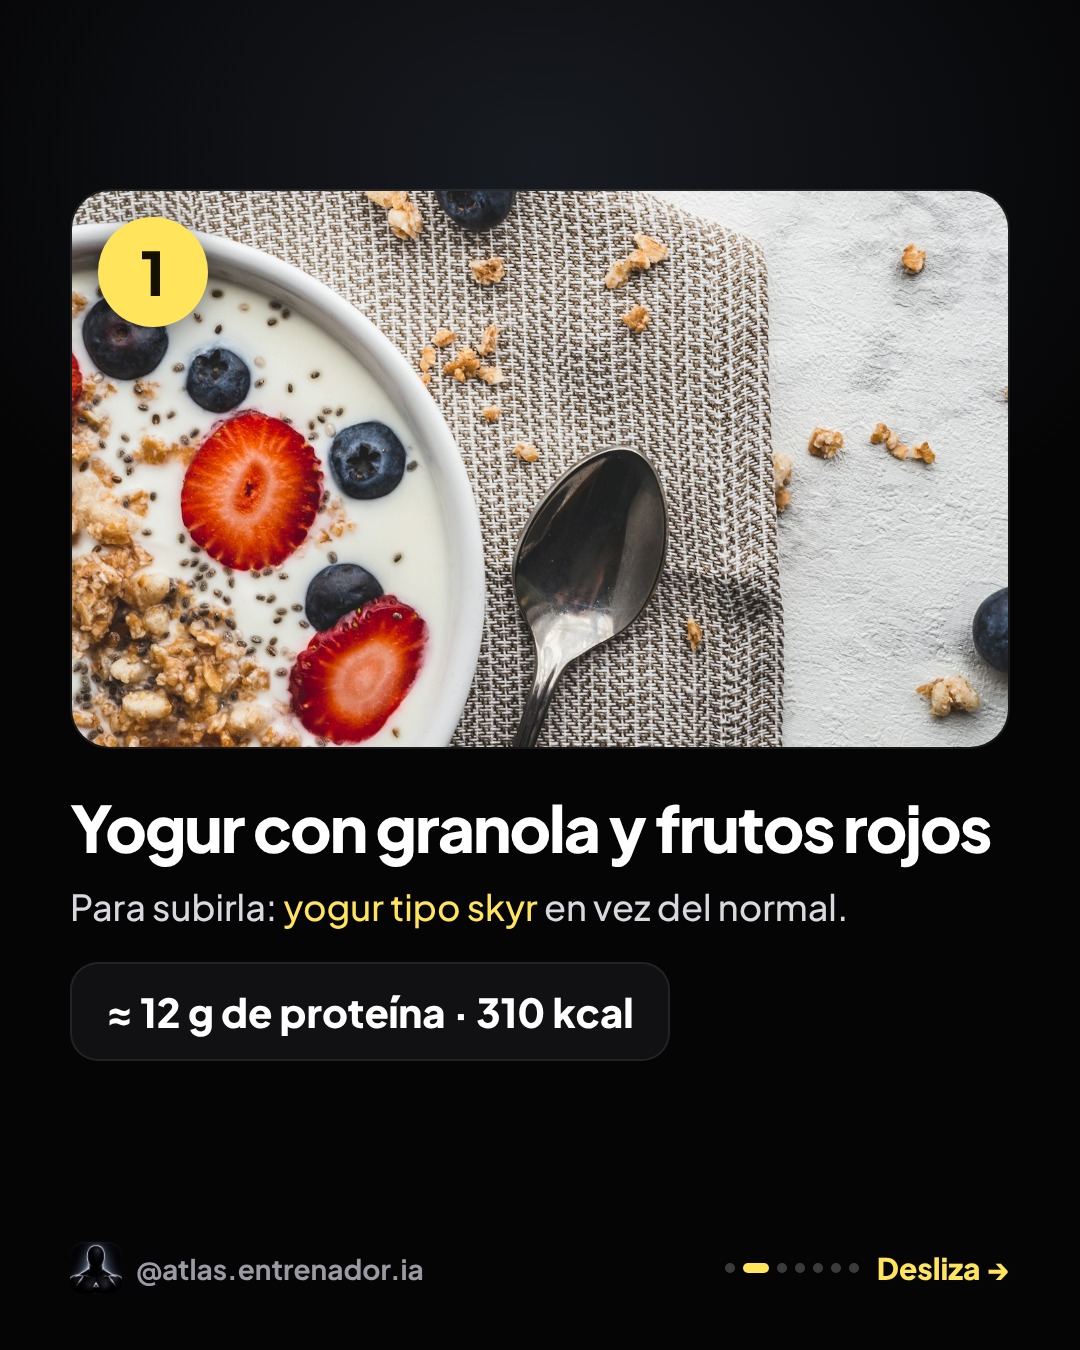 1
Yogur con granola y frutos rojos
Para subirla: yogur tipo skyr en vez del normal.
≈ 12 g de proteína · 310 kcal
@atlas.entrenador.ia
Desliza →